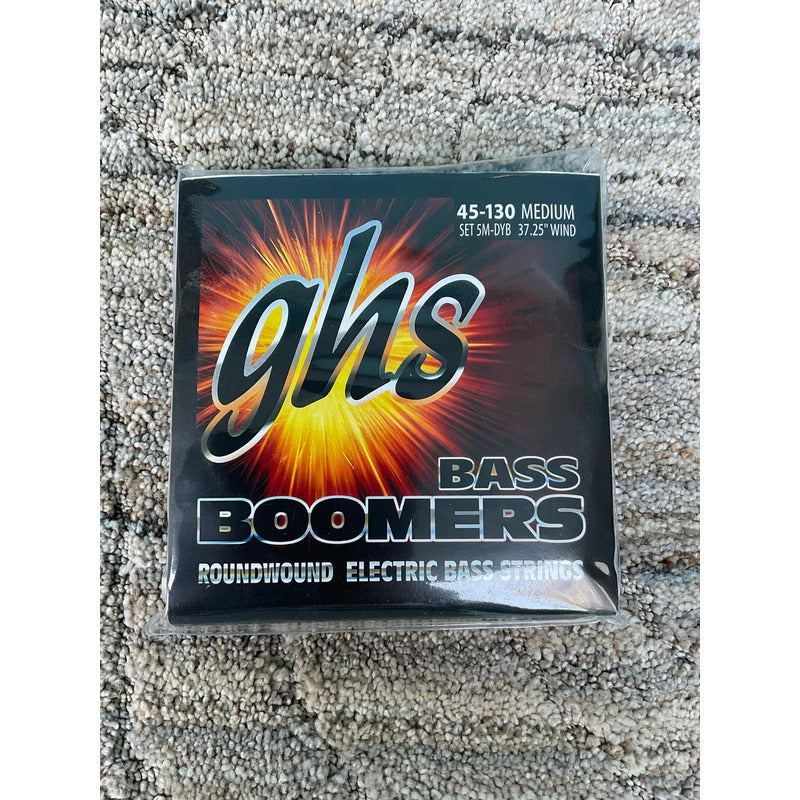 45-130 MEDIUM
SET 5M-DYB 37.25" WIND
ghs
BASS
BOOMERS
ROUNDWOUND ELECTRIC BASS STRINGS